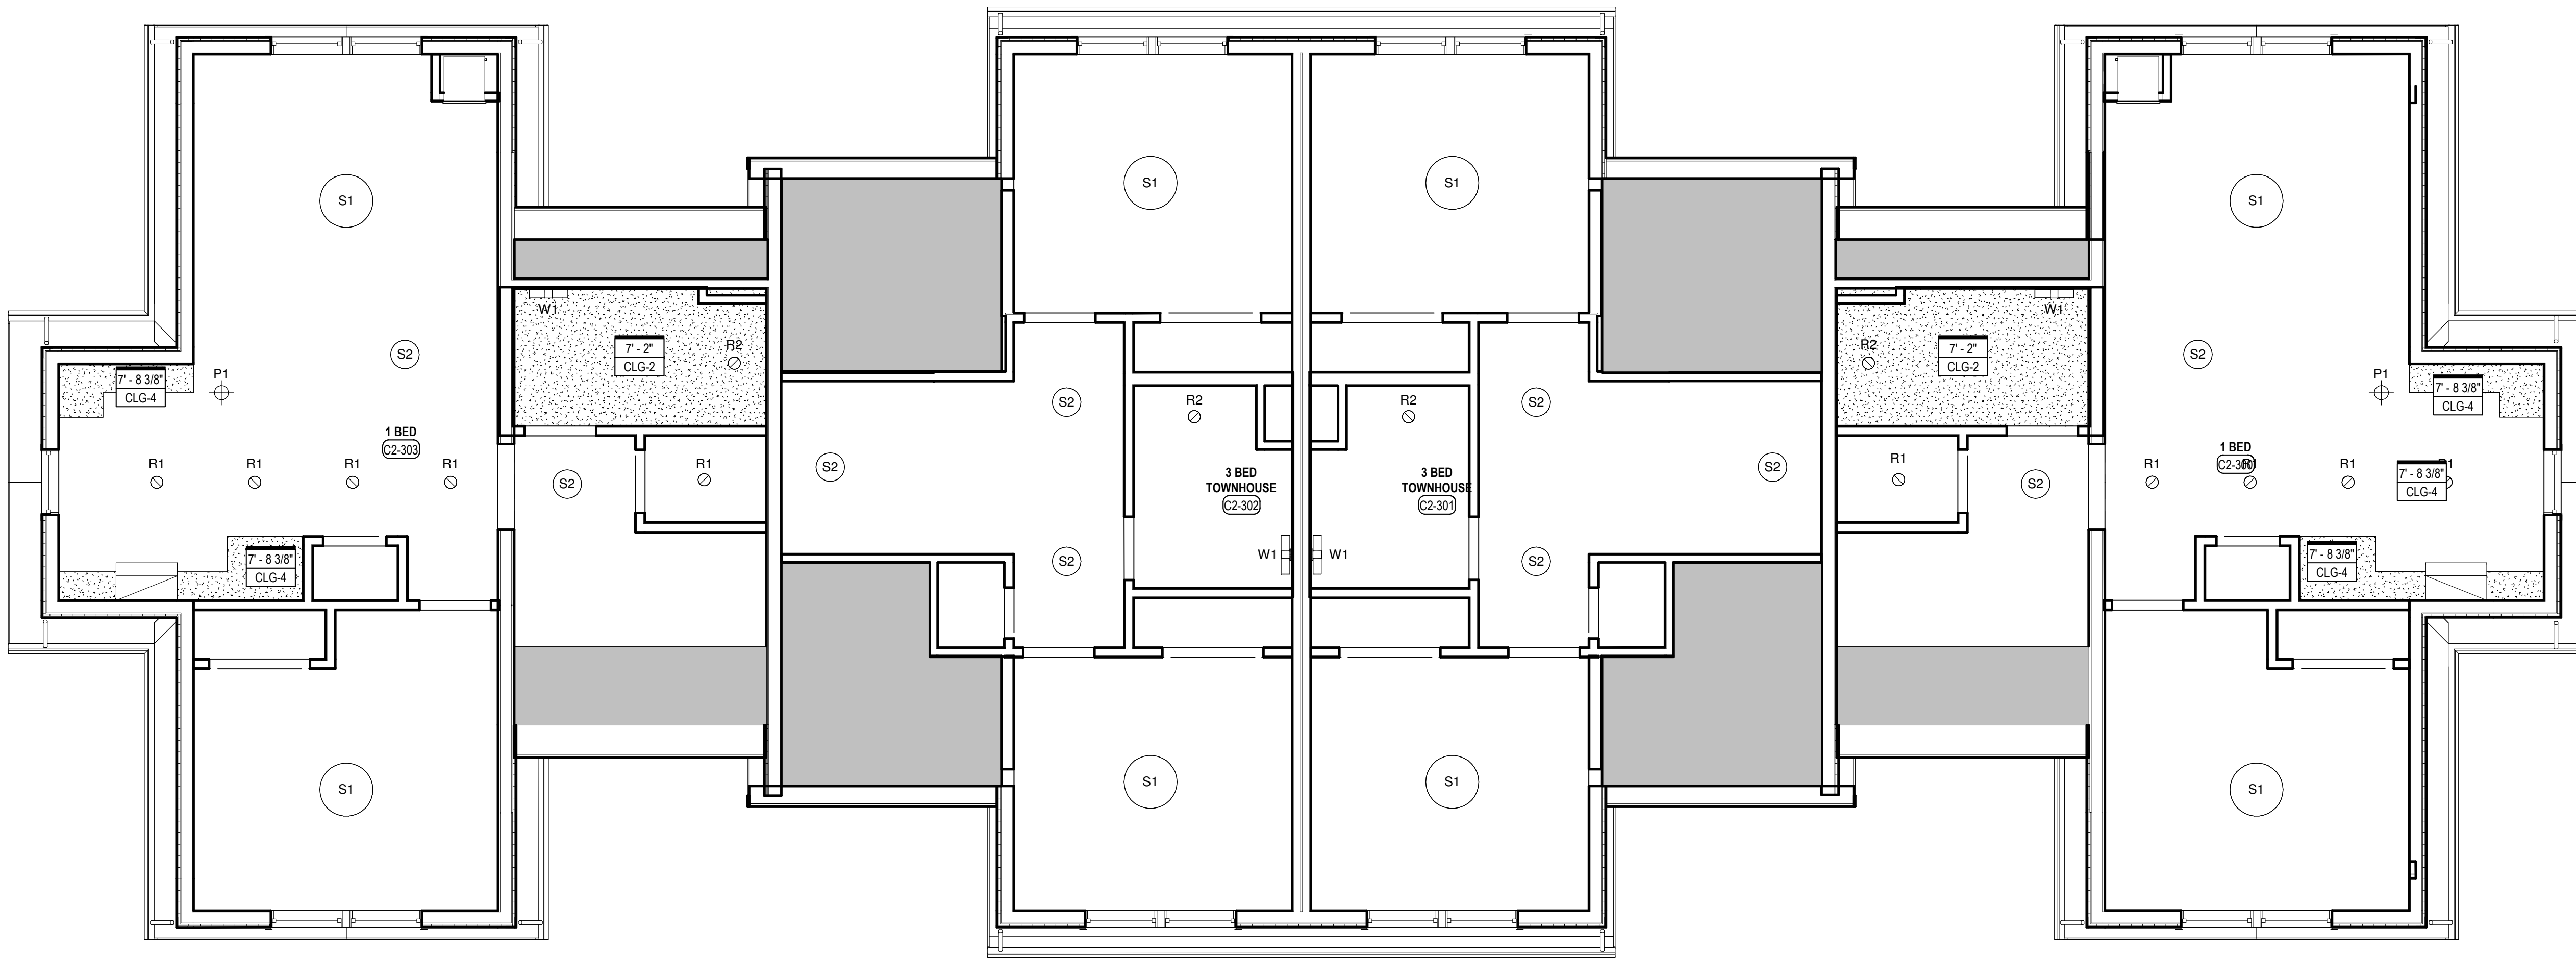 S1
S1
S1
S1
W1
W1
7' - 2"
CLG-2
R2
S2
R2
7' - 2"
CLG-2
S2
7' - 8 3/8"
CLG-4
P1
P1
7' - 8 3/8"
CLG-4
S2
R2
R2
S2
1 BED
C2-303
1 BED
C2-300
R1
R1
R1
R1
R1
S2
S2
3 BED
TOWNHOUSE
C2-302
3 BED
TOWNHOUSE
C2-301
S2
R1
S2
R1
R1
R1
R1
7' - 8 3/8"
CLG-4
S2
7' - 8 3/8"
CLG-4
S2
W1
W1
S2
7' - 8 3/8"
CLG-4
S1
S1
S1
S1